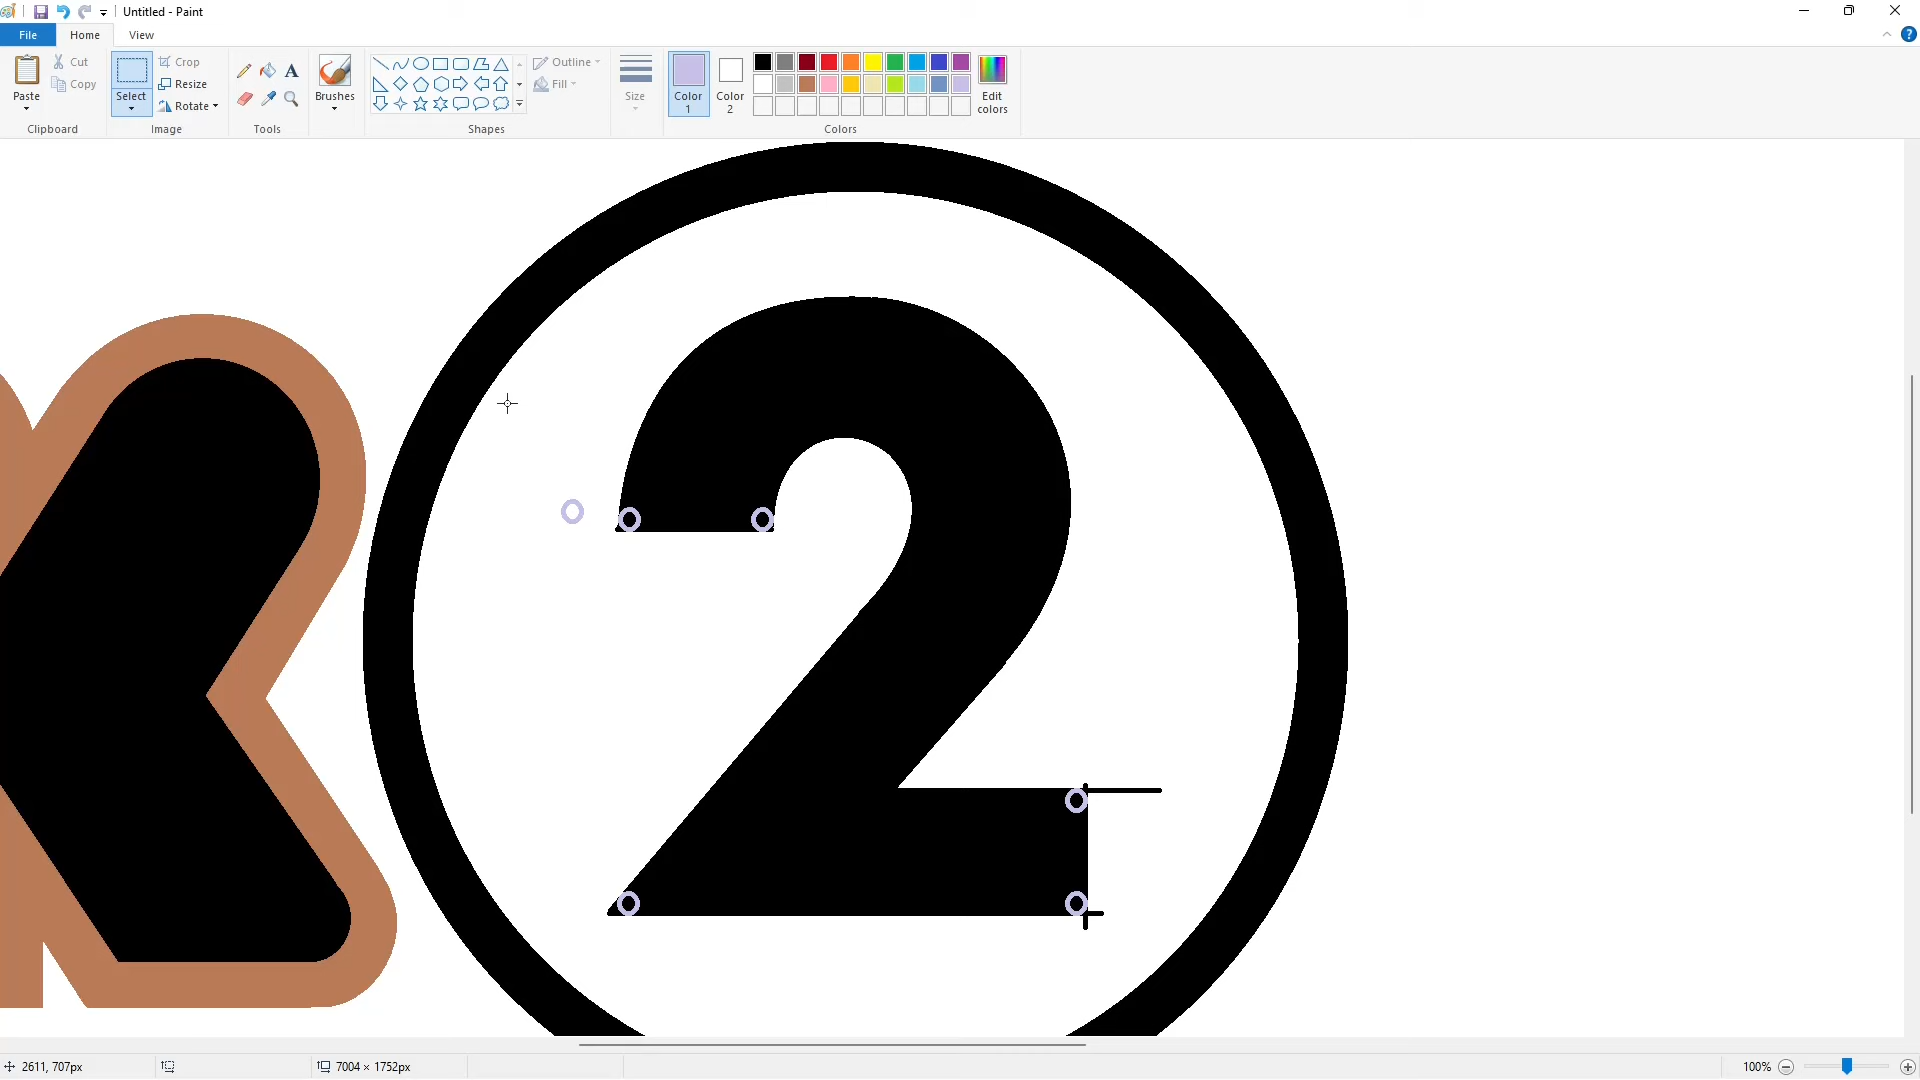 Untitled - Paint
File Home View
Paste
Cut
Copy
Clipboard
Select
Crop
Resize
Rotate
Image
A
Tools
Brushes
Shapes
Outline
Fill
Size
Color 1
Color 2
Colors
Edit colors
?
K
2
2611, 707px
7004 × 1752px
100%